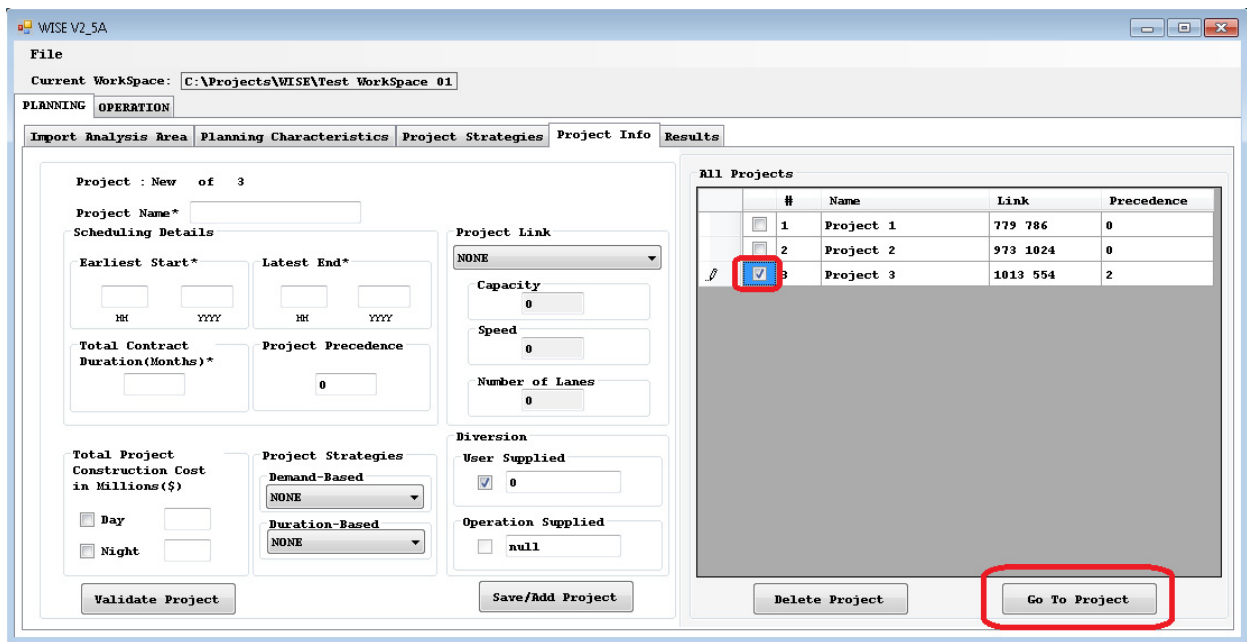 WISE V2_5A
File
Current WorkSpace: C:\Projects\WISE\Test WorkSpace 01
PLANNING OPERATION
Import Analysis Area Planning Characteristics Project Strategies Project Info Results
Project : New of 3
Project Name*
Scheduling Details
Earliest Start*
MM YYYY
Latest End*
MM YYYY
Total Contract
Duration(Months)*
Project Precedence
0
Project Link
NONE
Capacity
0
Speed
0
Number of Lanes
0
Total Project
Construction Cost
in Millions($)
Day
Night
Project Strategies
Demand-Based
NONE
Duration-Based
NONE
Diversion
User Supplied
0
Operation Supplied
null
Validate Project
Save/Add Project
All Projects
# Name Link Precedence
1 Project 1 779 786 0
2 Project 2 973 1024 0
3 Project 3 1013 554 2
Delete Project
Go To Project